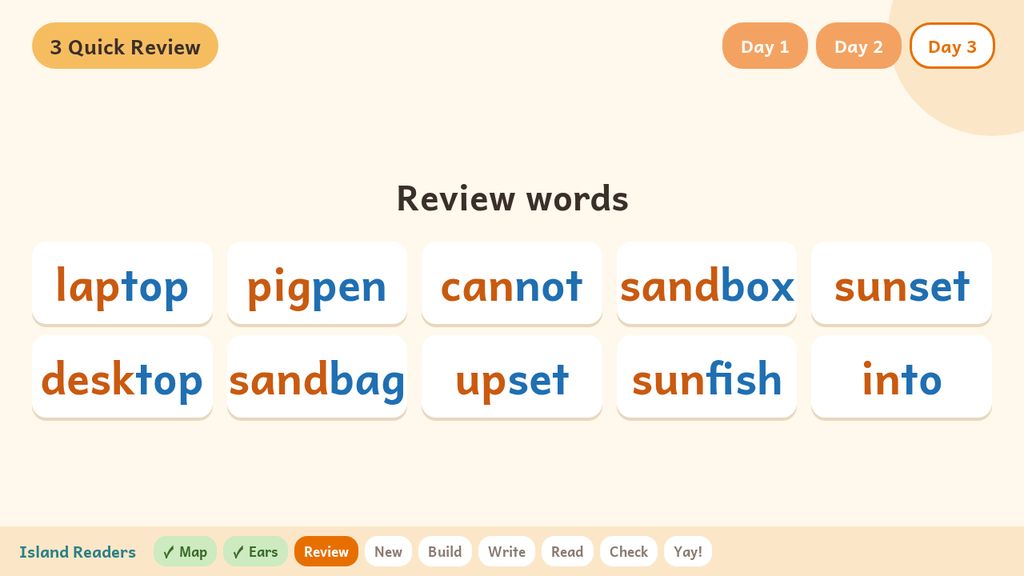 3 Quick Review
Day 1 Day 2 Day 3
Review words
laptop pigpen cannot sandbox sunset
desktop sandbag upset sunfish into
Island Readers ✓ Map ✓ Ears Review New Build Write Read Check Yay!